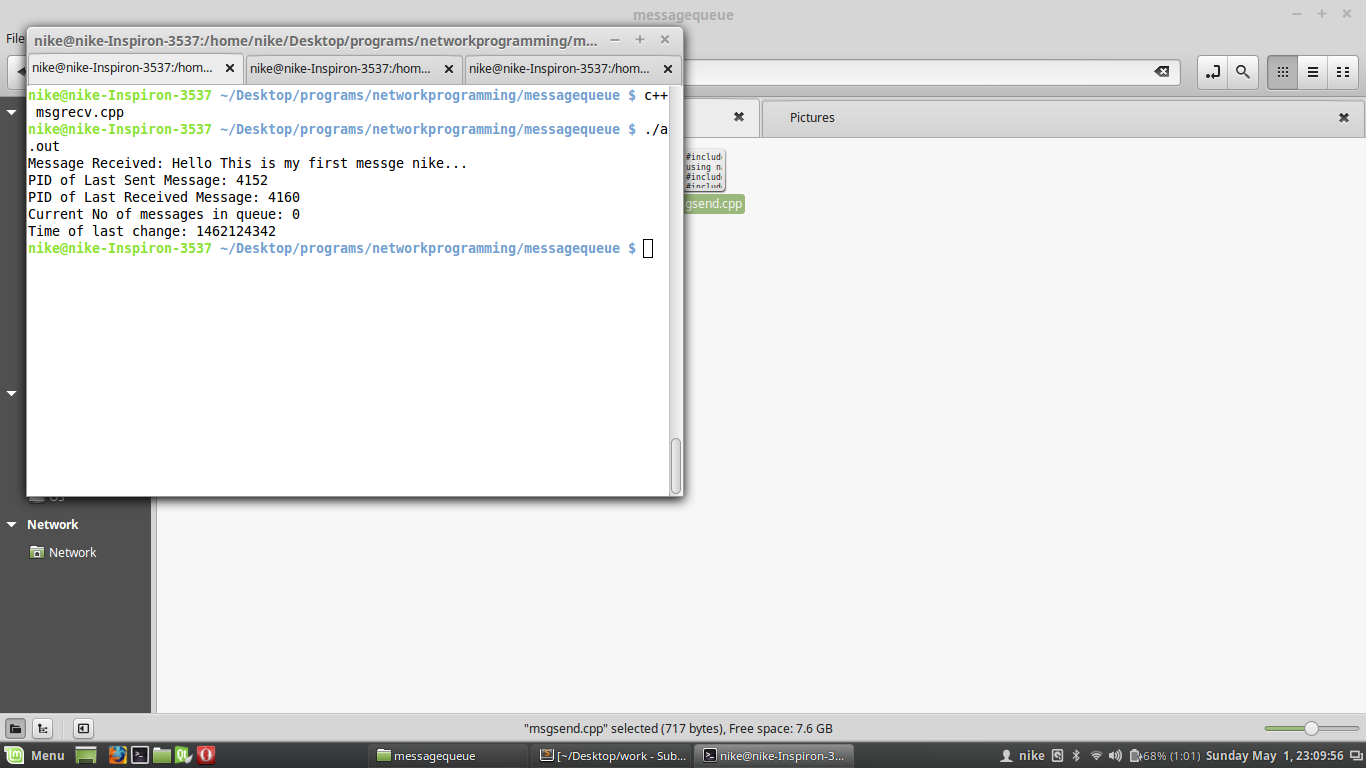 messagequeue
File
nike@nike-Inspiron-3537:/home/nike/Desktop/programs/networkprogramming/m...
nike@nike-Inspiron-3537:/hom...
nike@nike-Inspiron-3537:/hom...
nike@nike-Inspiron-3537:/hom...
nike@nike-Inspiron-3537 ~/Desktop/programs/networkprogramming/messagequeue $ c++
msgrecv.cpp
nike@nike-Inspiron-3537 ~/Desktop/programs/networkprogramming/messagequeue $ ./a
.out
Message Received: Hello This is my first messge nike...
PID of Last Sent Message: 4152
PID of Last Received Message: 4160
Current No of messages in queue: 0
Time of last change: 1462124342
nike@nike-Inspiron-3537 ~/Desktop/programs/networkprogramming/messagequeue $
Pictures
#includ
using n
#includ
#includ
gsend.cpp
OS
Network
Network
"msgsend.cpp" selected (717 bytes), Free space: 7.6 GB
Menu
messagequeue
[~/Desktop/work - Sub...
nike@nike-Inspiron-3...
nike
68% (1:01)
Sunday May 1, 23:09:56